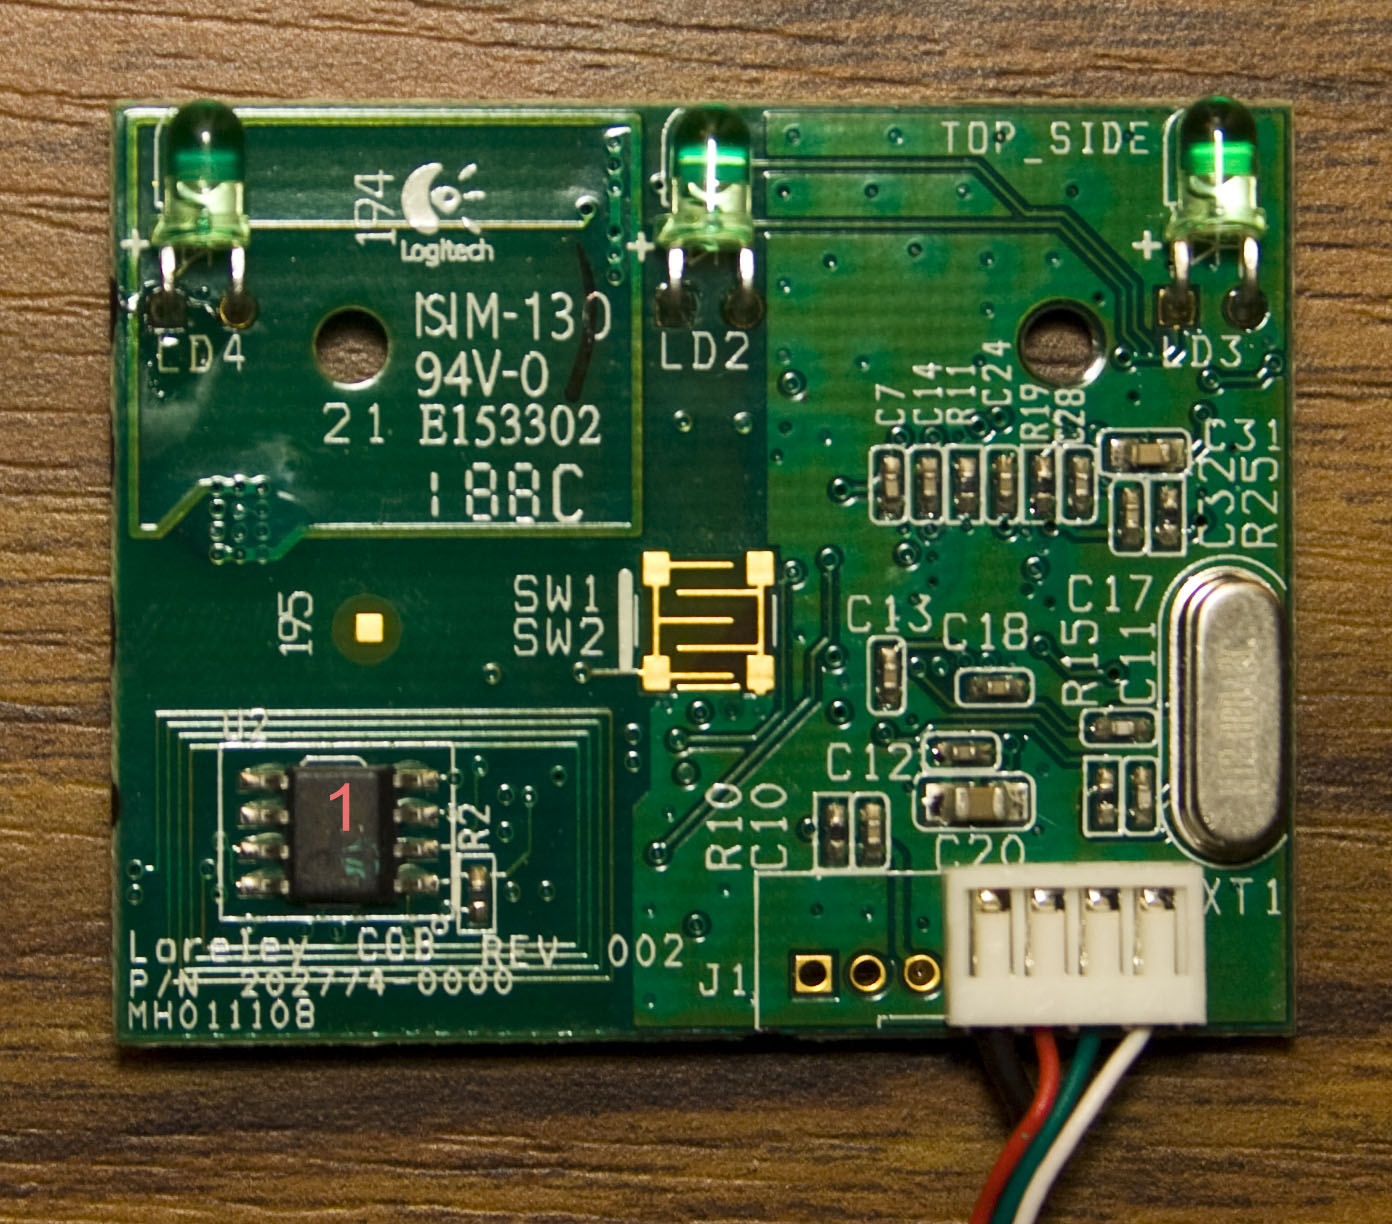 TOP_SIDE
194
Logitech
+
+
+
ISIM-130
LD2
LD3
94V-0
21
E153302
188C
C7
C14
R11
C24
R19
C28
C32
R25
195
SW1
SW2
C13
C18
C17
R15
C11
U2
1
R2
C12
R10
C10
C20
XT1
Loreley COB REV 002
P/N 202774-0000
J1
MH011108